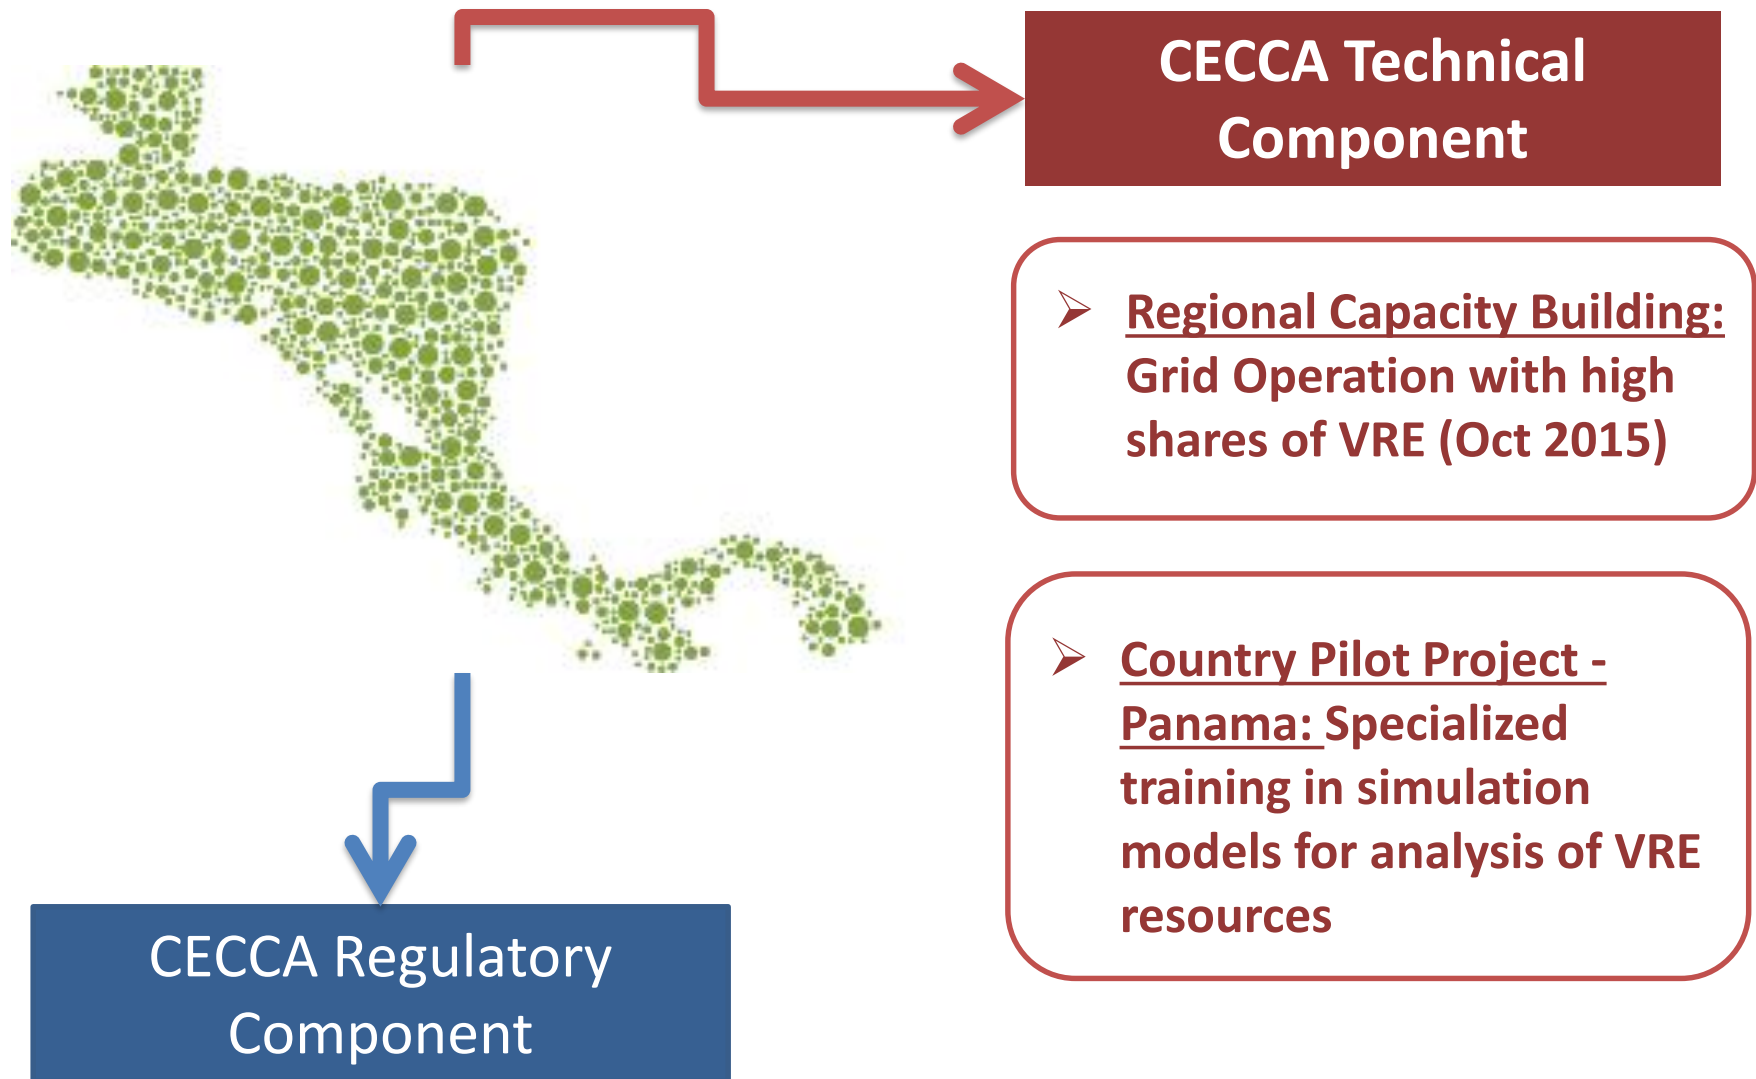 CECCA Technical
Component
Regional Capacity Building:
Grid Operation with high
shares of VRE (Oct 2015)
Country Pilot Project -
Panama: Specialized
training in simulation
models for analysis of VRE
resources
CECCA Regulatory
Component